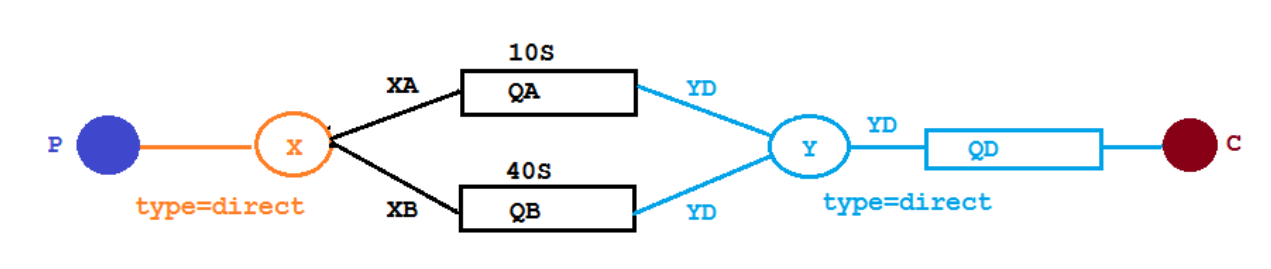 10S
XA
QA
YD
P
X
Y
YD
QD
C
type=direct
40S
XB
QB
YD
type=direct